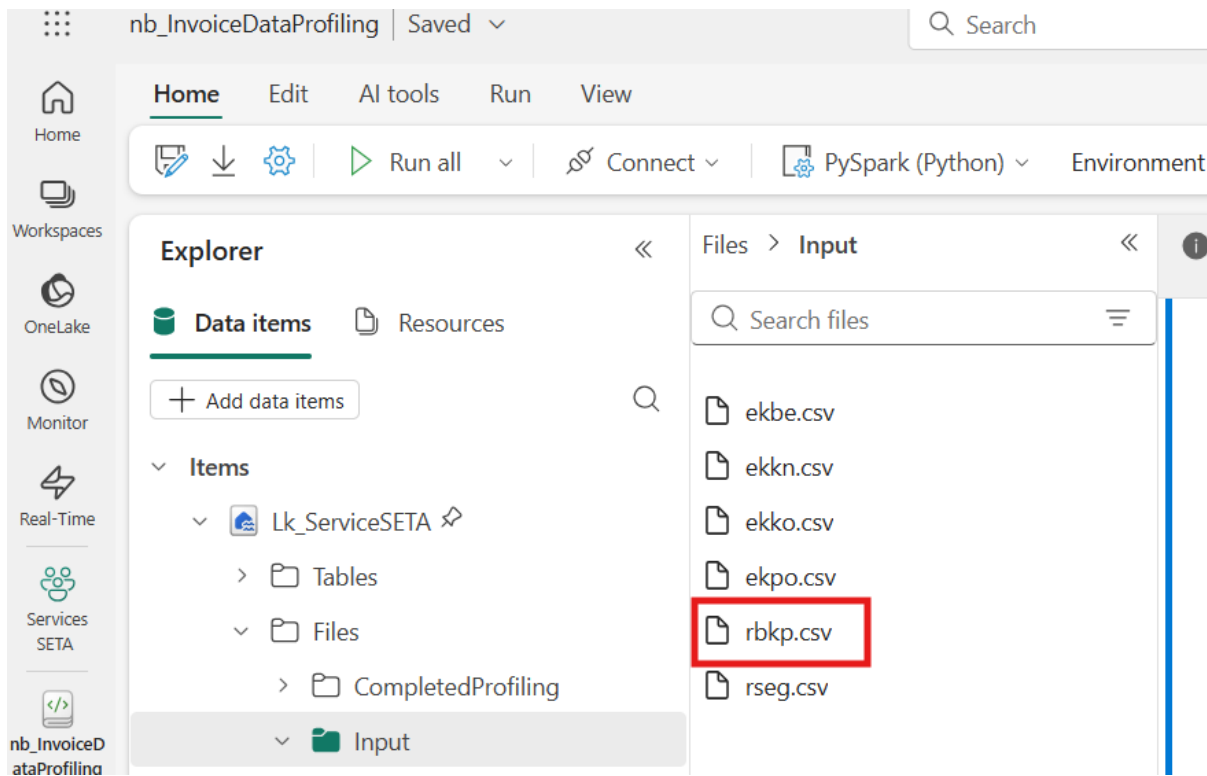 nb_InvoiceDataProfiling | Saved
Search
Home
Edit
AI tools
Run
View
Run all
Connect
PySpark (Python)
Environment
Home
Workspaces
OneLake
Monitor
Real-Time
Services
SETA
nb_InvoiceD
ataProfiling
Explorer
Data items
Resources
Add data items
Items
Lk_ServiceSETA
Tables
Files
CompletedProfiling
Input
Files > Input
Search files
ekbe.csv
ekkn.csv
ekko.csv
ekpo.csv
rbkp.csv
rseg.csv